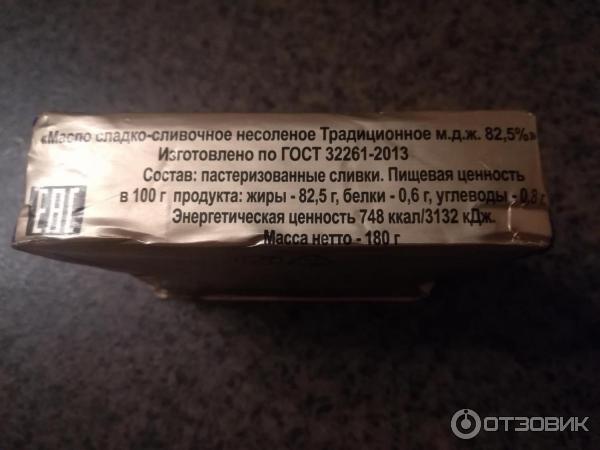 «Масло сладко-сливочное несоленое Традиционное м.д.ж. 82,5%»
Изготовлено по ГОСТ 32261-2013
Состав: пастеризованные сливки. Пищевая ценность
в 100 г продукта: жиры - 82,5 г, белки - 0,6 г, углеводы - 0,8 г
Энергетическая ценность 748 ккал/3132 кДж.
Масса нетто - 180 г
EAC
ОТЗОВИК